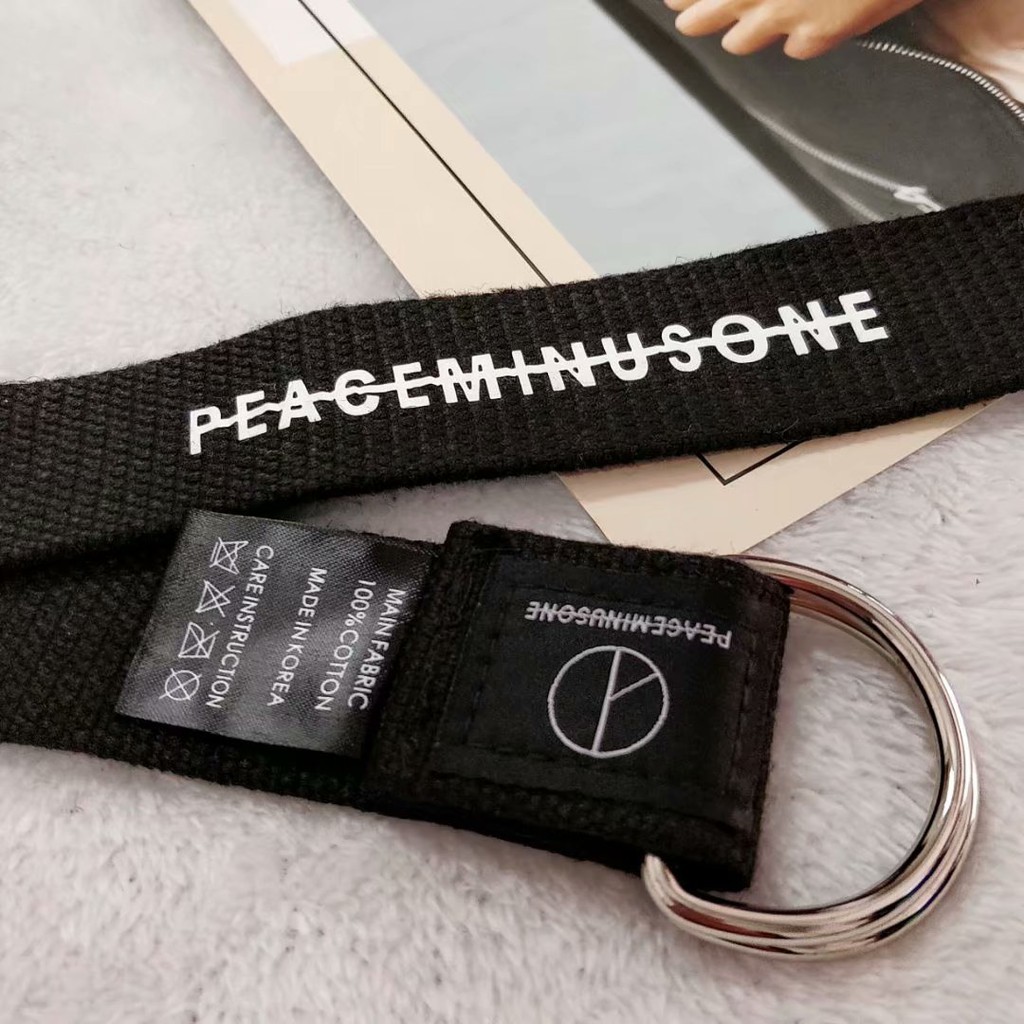 PEACEMINUSONE
MAIN FABRIC
100% COTTON
MADE IN KOREA
CARE INSTRUCTION
PEACEMINUSONE